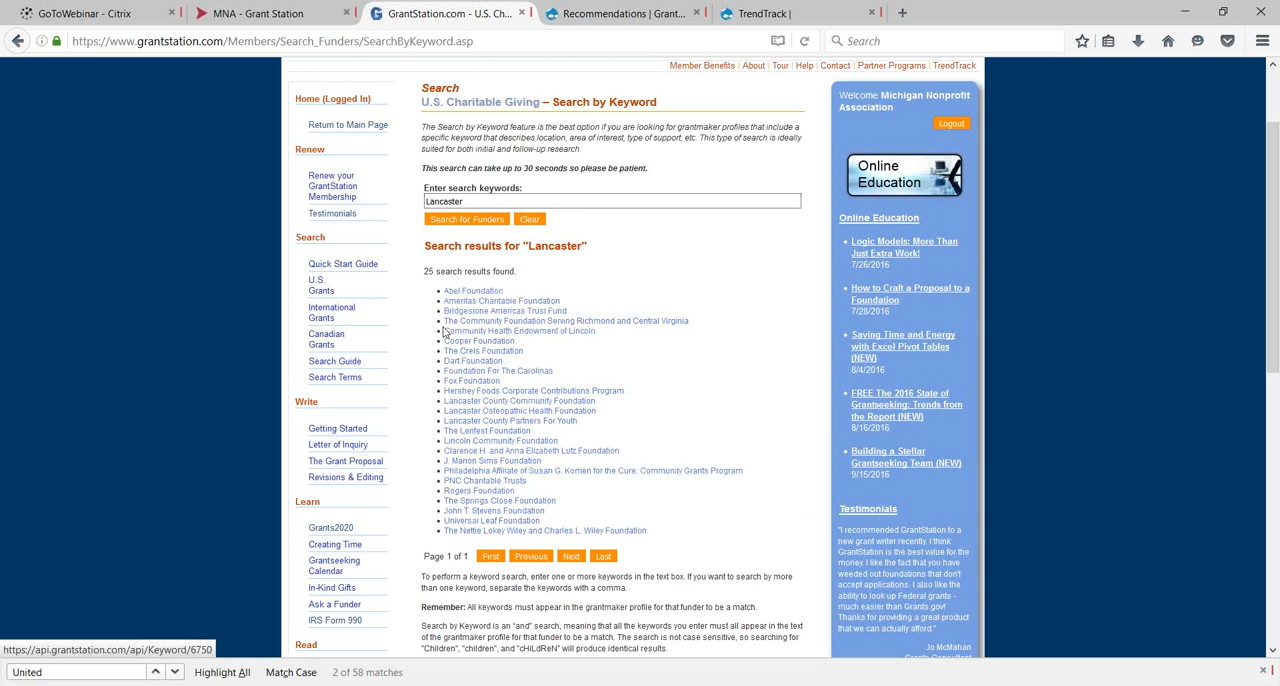 GoToWebinar - Citrix
MNA - Grant Station
GrantStation.com - U.S. Ch...
Recommendations | Grant...
TrendTrack |
https://www.grantstation.com/Members/Search_Funders/SearchByKeyword.asp
Search
Member Benefits | About | Tour | Help | Contact | Partner Programs | TrendTrack
Home (Logged In)
Return to Main Page
Renew
Renew your
GrantStation
Membership
Testimonials
Search
Quick Start Guide
U.S.
Grants
International
Grants
Canadian
Grants
Search Guide
Search Terms
Write
Getting Started
Letter of Inquiry
The Grant Proposal
Revisions & Editing
Learn
Grants2020
Creating Time
Grantseeking
Calendar
In-Kind Gifts
Ask a Funder
IRS Form 990
Read
Search
U.S. Charitable Giving – Search by Keyword
The Search by Keyword feature is the best option if you are looking for grantmaker profiles that include a
specific keyword that describes location, area of interest, type of support, etc. This type of search is ideally
suited for both initial and follow-up research.
This search can take up to 30 seconds so please be patient.
Enter search keywords:
Lancaster
Search for Funders
Clear
Search results for "Lancaster"
25 search results found.
Abel Foundation
Ameritas Charitable Foundation
Bridgestone Americas Trust Fund
The Community Foundation Serving Richmond and Central Virginia
Community Health Endowment of Lincoln
Cooper Foundation
The Crels Foundation
Dart Foundation
Foundation For The Carolinas
Fox Foundation
Hershey Foods Corporate Contributions Program
Lancaster County Community Foundation
Lancaster Osteopathic Health Foundation
Lancaster County Partners For Youth
The Lenfest Foundation
Lincoln Community Foundation
Clarence H. and Anna Elizabeth Lutz Foundation
J. Marion Sims Foundation
Philadelphia Affiliate of Susan G. Komen for the Cure: Community Grants Program
PNC Charitable Trusts
Rogers Foundation
The Springs Close Foundation
John T. Stevens Foundation
Universal Leaf Foundation
The Nettie Lokey Wiley and Charles L. Wiley Foundation
Page 1 of 1
First
Previous
Next
Last
To perform a keyword search, enter one or more keywords in the text box. If you want to search by more
than one keyword, separate the keywords with a comma.
Remember: All keywords must appear in the grantmaker profile for that funder to be a match.
Search by Keyword is an “and” search, meaning that all the keywords you enter must all appear in the text
of the grantmaker profile for that funder to be a match. The search is not case sensitive, so searching for
"Children", "children", and "cHiLdReN" will produce identical results.
Welcome Michigan Nonprofit
Association
Logout
Online
Education
Online Education
Logic Models: More Than
Just Extra Work!
7/26/2016
How to Craft a Proposal to a
Foundation
7/28/2016
Saving Time and Energy
with Excel Pivot Tables
(NEW)
8/4/2016
FREE The 2016 State of
Grantseeking: Trends from
the Report (NEW)
8/16/2016
Building a Stellar
Grantseeking Team (NEW)
9/15/2016
Testimonials
"I recommended GrantStation to a
new grant writer recently. I think
GrantStation is the best value for the
money. I like the fact that you have
weeded out foundations that don't
accept applications. I also like the
ability to look up Federal grants -
much easier than Grants.gov!
Thanks for providing a great product
that we can actually afford."
Jo McMahan
Grants Consultant
https://api.grantstation.com/api/Keyword/6750
United
Highlight All
Match Case
2 of 58 matches